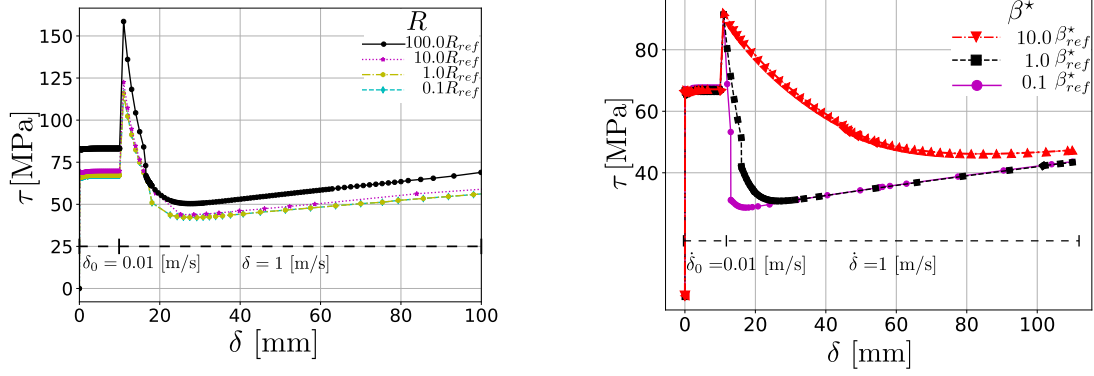 R
100.0R_ref
10.0R_ref
1.0R_ref
0.1R_ref
τ [MPa]
150
125
100
75
50
25
0
δ₀ = 0.01 [m/s]
δ = 1 [m/s]
0
20
40
60
80
100
δ [mm]
β*
10.0 β*_ref
1.0 β*_ref
0.1 β*_ref
τ [MPa]
80
60
40
δ̇₀ =0.01 [m/s]
δ̇ =1 [m/s]
0
20
40
60
80
100
δ [mm]